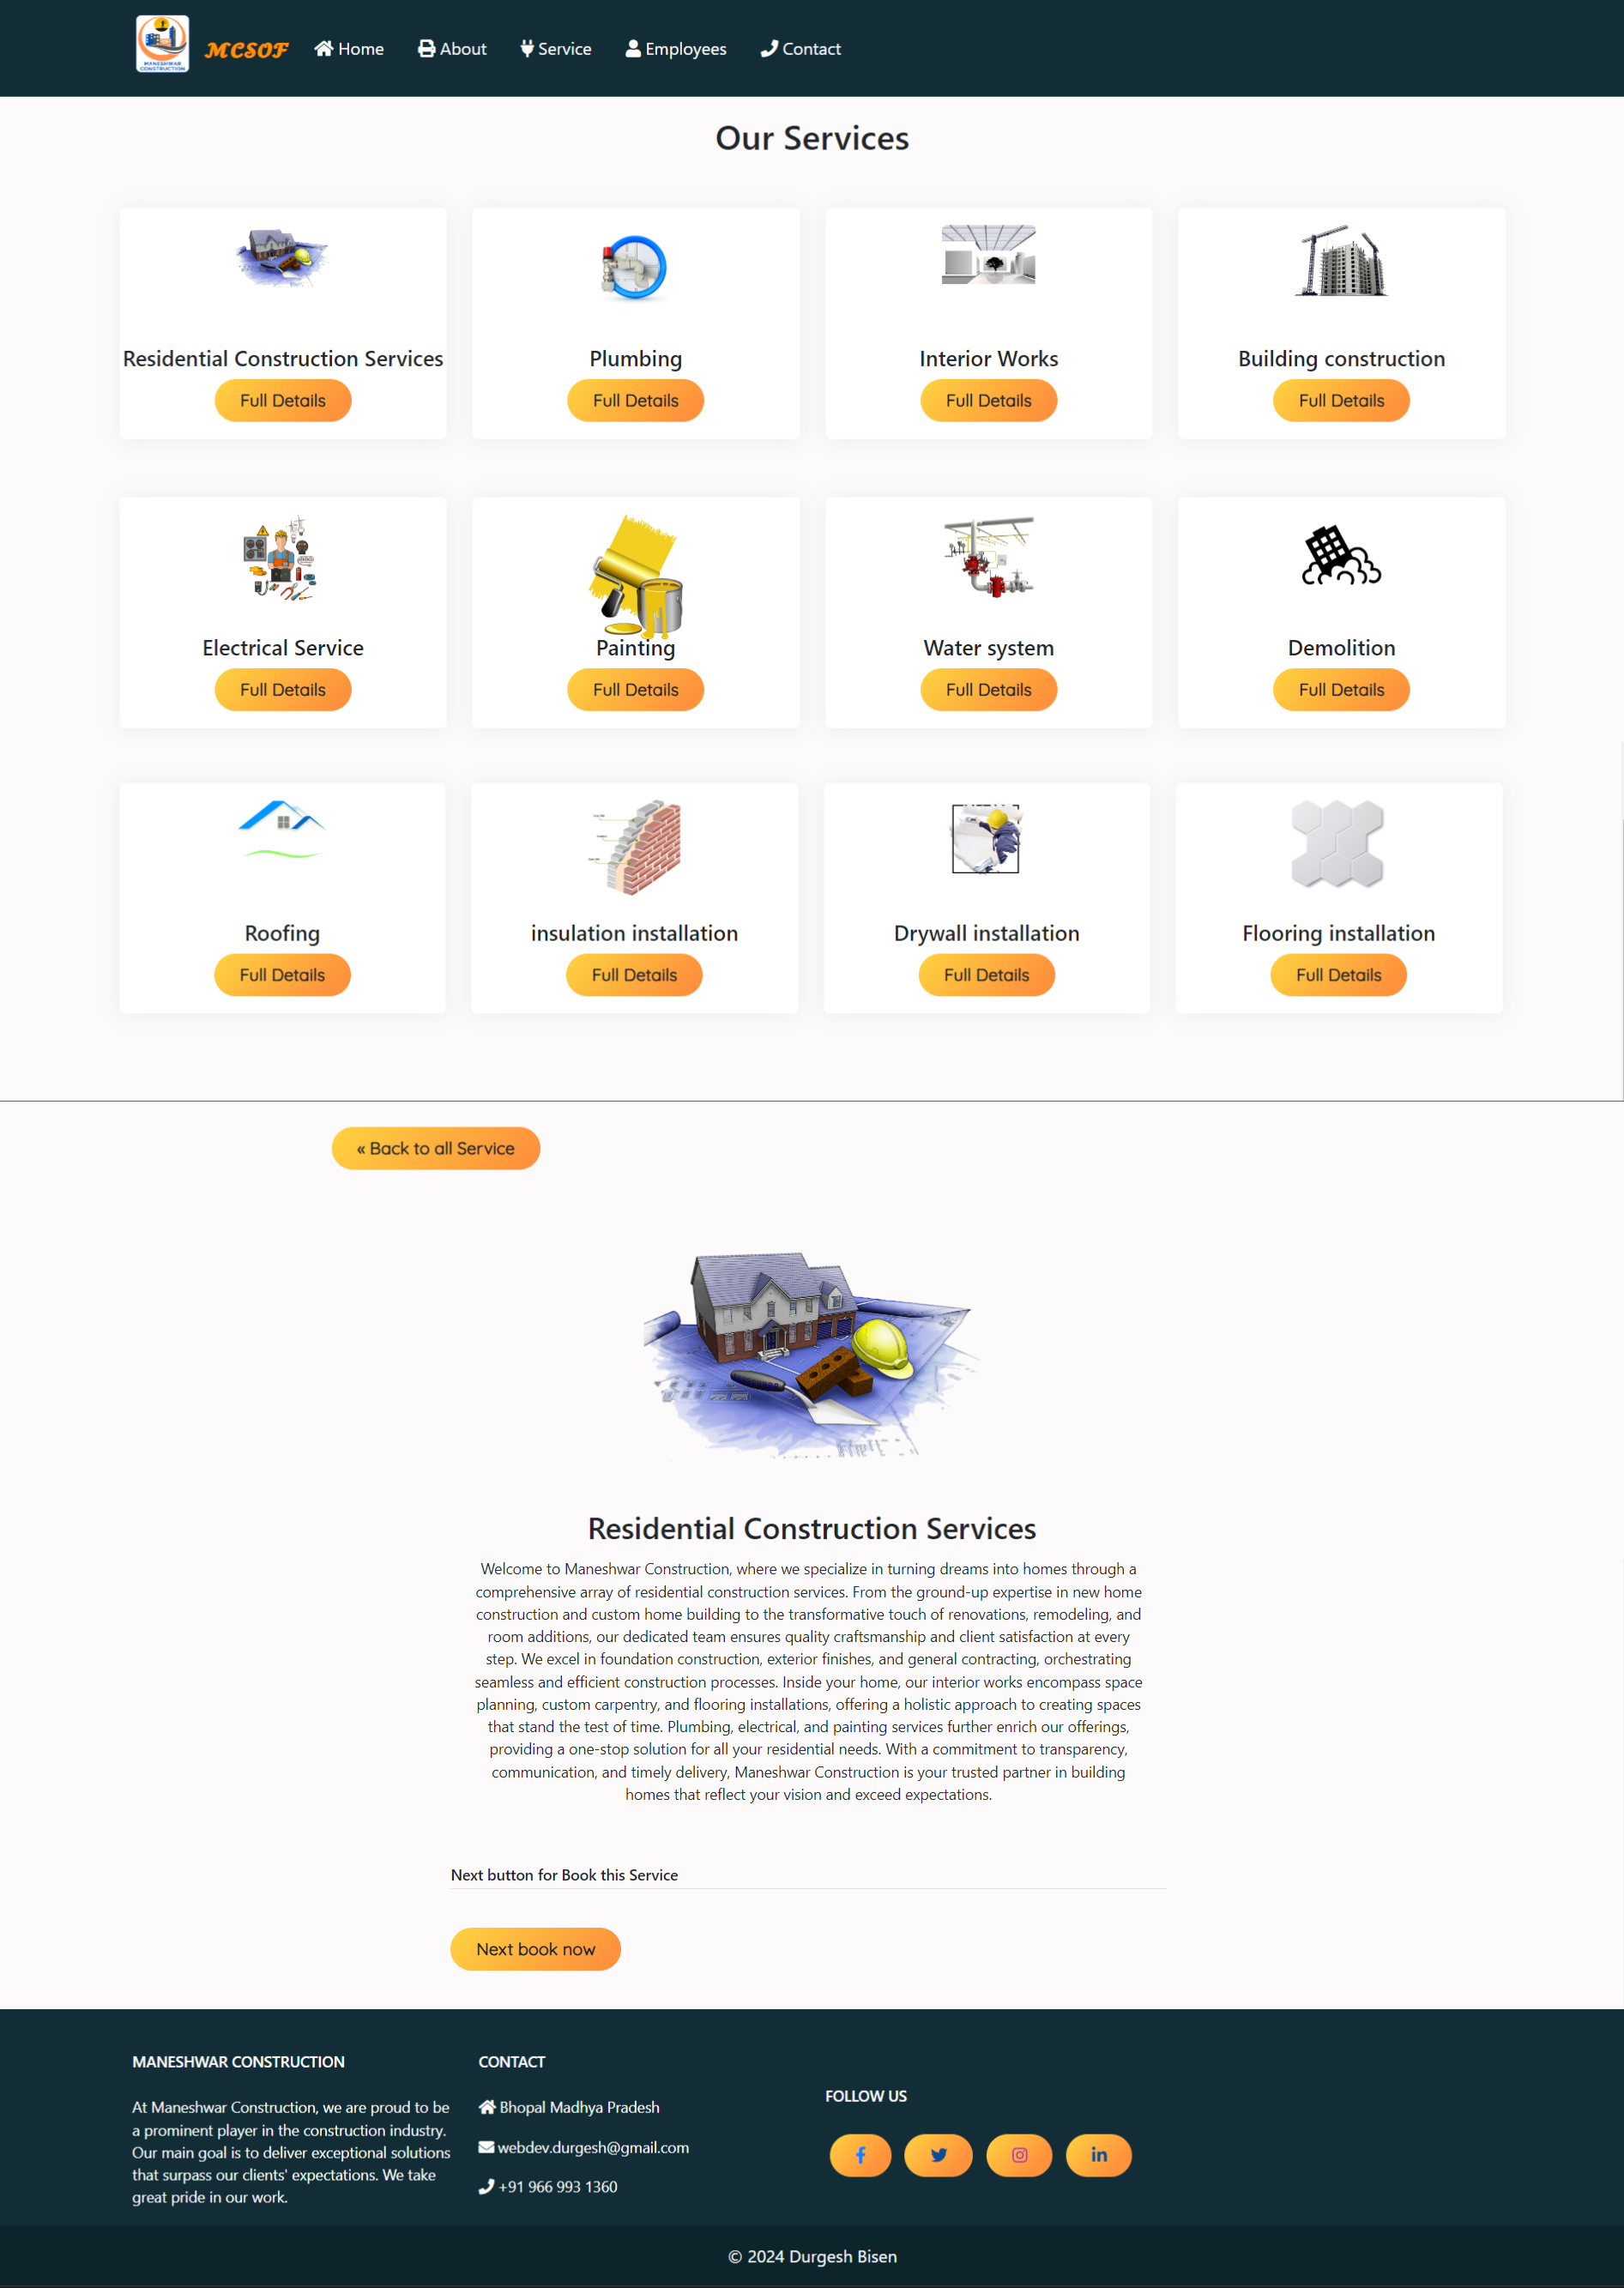 MANESHWAR
CONSTRUCTION
MCSOF
Home
About
Service
Employees
Contact
Our Services
Residential Construction Services
Full Details
Plumbing
Full Details
Interior Works
Full Details
Building construction
Full Details
Electrical Service
Full Details
Painting
Full Details
Water system
Full Details
Demolition
Full Details
Roofing
Full Details
insulation installation
Full Details
Drywall installation
Full Details
Flooring installation
Full Details
« Back to all Service
Residential Construction Services
Welcome to Maneshwar Construction, where we specialize in turning dreams into homes through a
comprehensive array of residential construction services. From the ground-up expertise in new home
construction and custom home building to the transformative touch of renovations, remodeling, and
room additions, our dedicated team ensures quality craftsmanship and client satisfaction at every
step. We excel in foundation construction, exterior finishes, and general contracting, orchestrating
seamless and efficient construction processes. Inside your home, our interior works encompass space
planning, custom carpentry, and flooring installations, offering a holistic approach to creating spaces
that stand the test of time. Plumbing, electrical, and painting services further enrich our offerings,
providing a one-stop solution for all your residential needs. With a commitment to transparency,
communication, and timely delivery, Maneshwar Construction is your trusted partner in building
homes that reflect your vision and exceed expectations.
Next button for Book this Service
Next book now
MANESHWAR CONSTRUCTION
At Maneshwar Construction, we are proud to be
a prominent player in the construction industry.
Our main goal is to deliver exceptional solutions
that surpass our clients' expectations. We take
great pride in our work.
CONTACT
Bhopal Madhya Pradesh
webdev.durgesh@gmail.com
+91 966 993 1360
FOLLOW US
© 2024 Durgesh Bisen